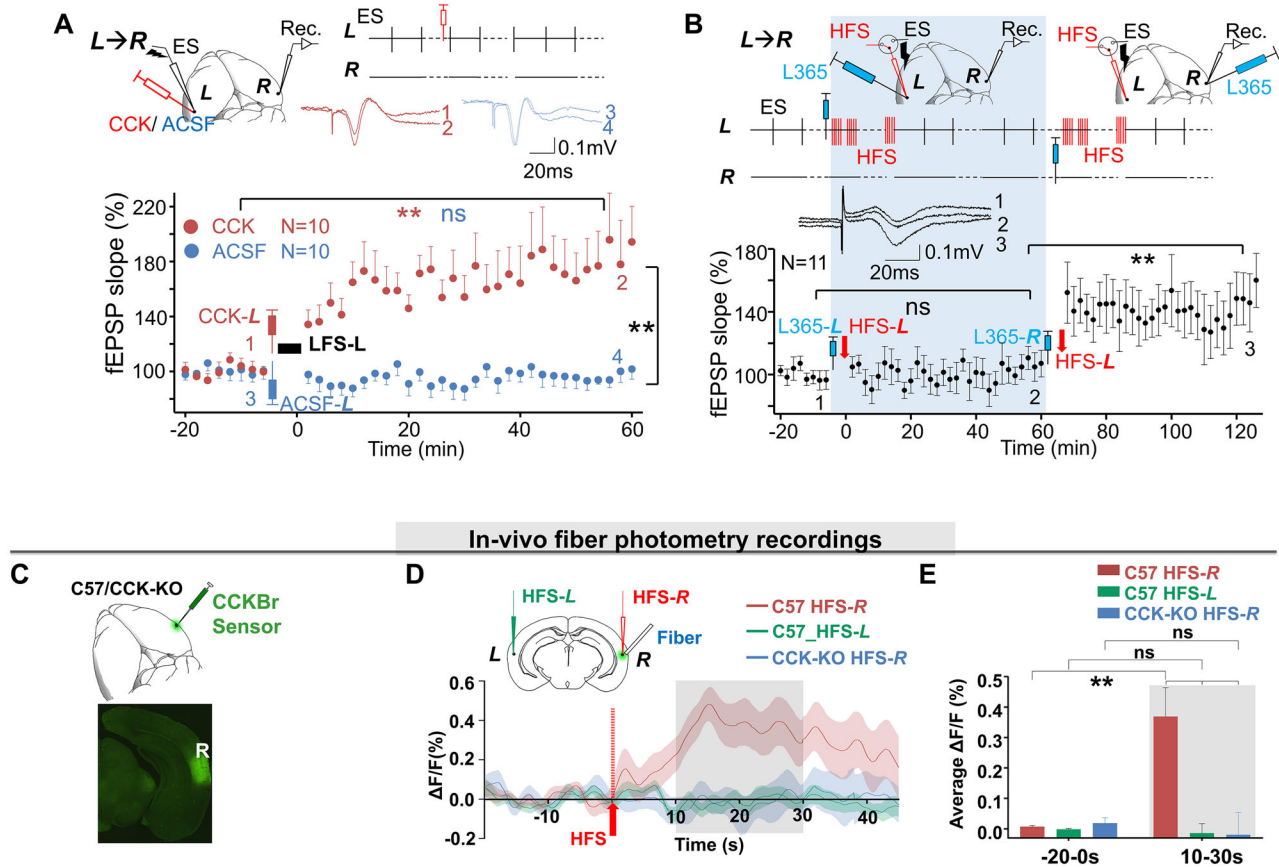 A
L→R
ES
Rec.
L
R
CCK/ ACSF
L
ES
R
1
2
3
4
0.1mV
20ms
fEPSP slope (%)
220
180
140
100
CCK N=10
ACSF N=10
**
ns
CCK-L
1
LFS-L
2
4
**
3
ACSF-L
-20
0
20
40
60
Time (min)
B
L→R
HFS
ES
Rec.
L365
L
R
HFS
ES
Rec.
L
R
L365
ES
L
HFS
HFS
R
1
2
3
0.1mV
20ms
fEPSP slope (%)
180
140
100
N=11
ns
**
L365-L
HFS-L
L365-R
HFS-L
1
2
3
-20
0
20
40
60
80
100
120
Time (min)
In-vivo fiber photometry recordings
C
C57/CCK-KO
CCKBr
Sensor
R
D
HFS-L
HFS-R
Fiber
L
R
C57 HFS-R
C57_HFS-L
CCK-KO HFS-R
ΔF/F(%)
0.6
0.4
0.2
0.0
-0.2
-10
10
20
30
40
HFS
Time (s)
E
C57 HFS-R
C57 HFS-L
CCK-KO HFS-R
ns
ns
**
Average ΔF/F (%)
0.5
0.4
0.3
0.2
0.1
0.0
-20-0s
10-30s